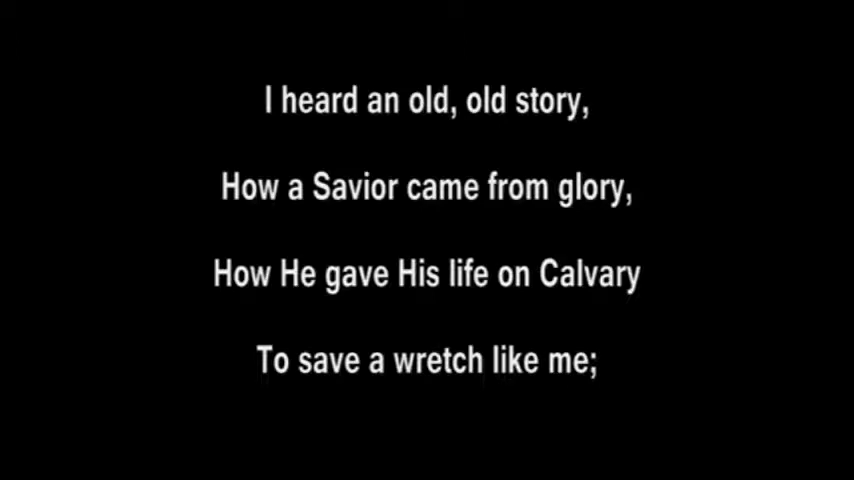 I heard an old, old story,
How a Savior came from glory,
How He gave His life on Calvary
To save a wretch like me;